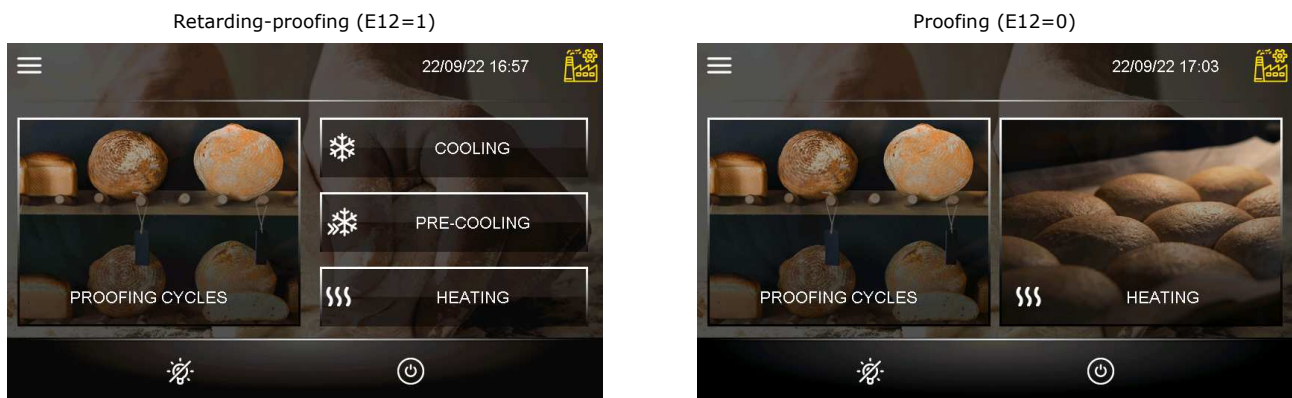 Retarding-proofing (E12=1)
22/09/22 16:57
COOLING
PRE-COOLING
PROOFING CYCLES
HEATING
Proofing (E12=0)
22/09/22 17:03
PROOFING CYCLES
HEATING